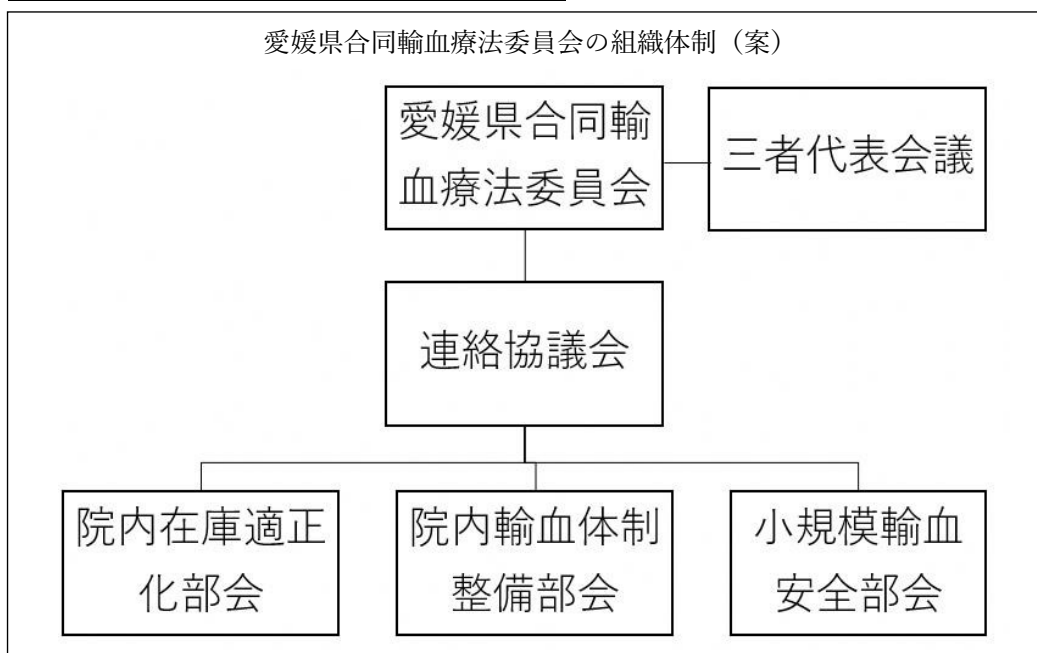 愛媛県合同輸血療法委員会の組織体制（案）
愛媛県合同輸
血療法委員会
三者代表会議
連絡協議会
院内在庫適正
化部会
院内輸血体制
整備部会
小規模輸血
安全部会